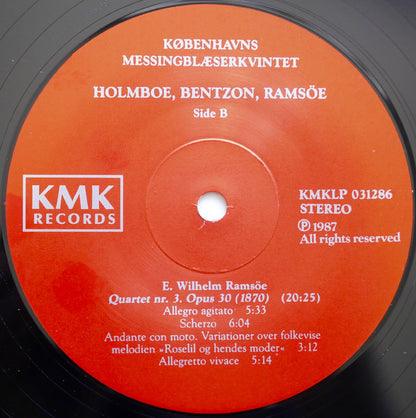 KØBENHAVNS
MESSINGBLÆSERKVINTET
HOLMBOE, BENTZON, RAMSÖE
Side B
KMK
RECORDS
KMKLP 031286
STEREO
Ⓟ 1987
All rights reserved
E. Wilhelm Ramsöe
Quartet nr. 3. Opus 30 (1870) (20:25)
Allegro agitato 5:33
Scherzo 6:04
Andante con moto. Variationer over folkevise
melodien »Roselil og hendes moder« 3:12
Allegretto vivace 5:14